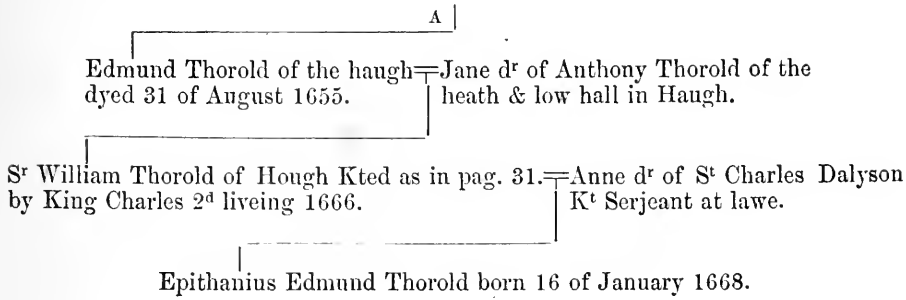 A
Edmund Thorold of the haugh=Jane dʳ of Anthony Thorold of the
dyed 31 of August 1655. heath & low hall in Haugh.
Sʳ William Thorold of Hough Kted as in pag. 31.=Anne dʳ of Sᵗ Charles Dalyson
by King Charles 2ᵈ liveing 1666. Kᵗ Serjeant at lawe.
Epithanius Edmund Thorold born 16 of January 1668.